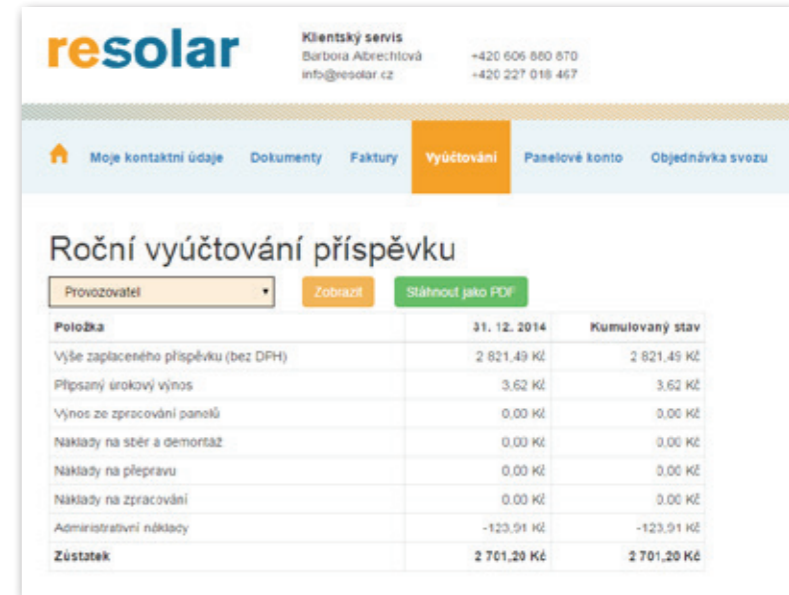 resolar
Klientský servis
Barbora Albrechtová +420 606 880 870
info@resolar.cz +420 227 018 467
Moje kontaktní údaje Dokumenty Faktury Vyúčtování Panelové konto Objednávka svozu
Roční vyúčtování příspěvku
Provozovatel Zobrazit Stáhnout jako PDF
Položka 31. 12. 2014 Kumulovaný stav
Výše zaplaceného příspěvku (bez DPH) 2 821,49 Kč 2 821,49 Kč
Připsaný úrokový výnos 3,62 Kč 3,62 Kč
Výnos ze zpracování panelů 0,00 Kč 0,00 Kč
Náklady na sběr a demontáž 0,00 Kč 0,00 Kč
Náklady na přepravu 0,00 Kč 0,00 Kč
Náklady na zpracování 0,00 Kč 0,00 Kč
Administrativní náklady -123,91 Kč -123,91 Kč
Zůstatek 2 701,20 Kč 2 701,20 Kč